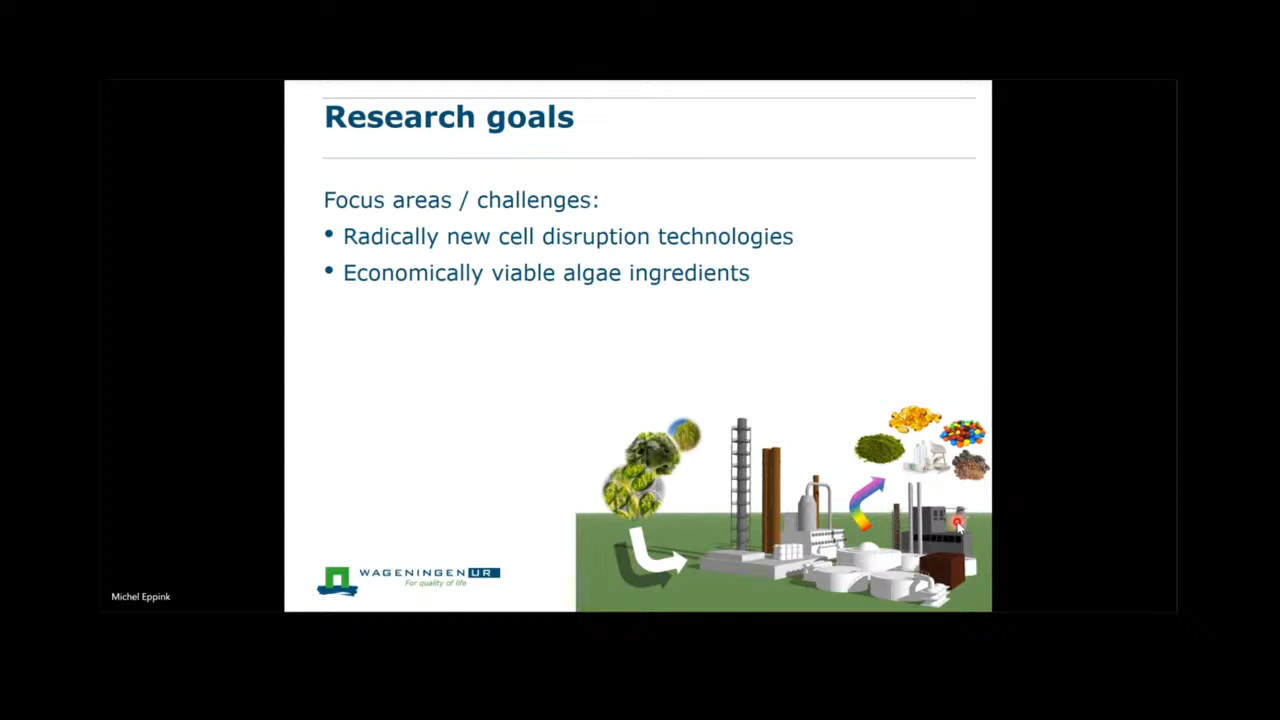 Research goals
Focus areas / challenges:
• Radically new cell disruption technologies
• Economically viable algae ingredients
WAGENINGEN UR
For quality of life
Michel Eppink